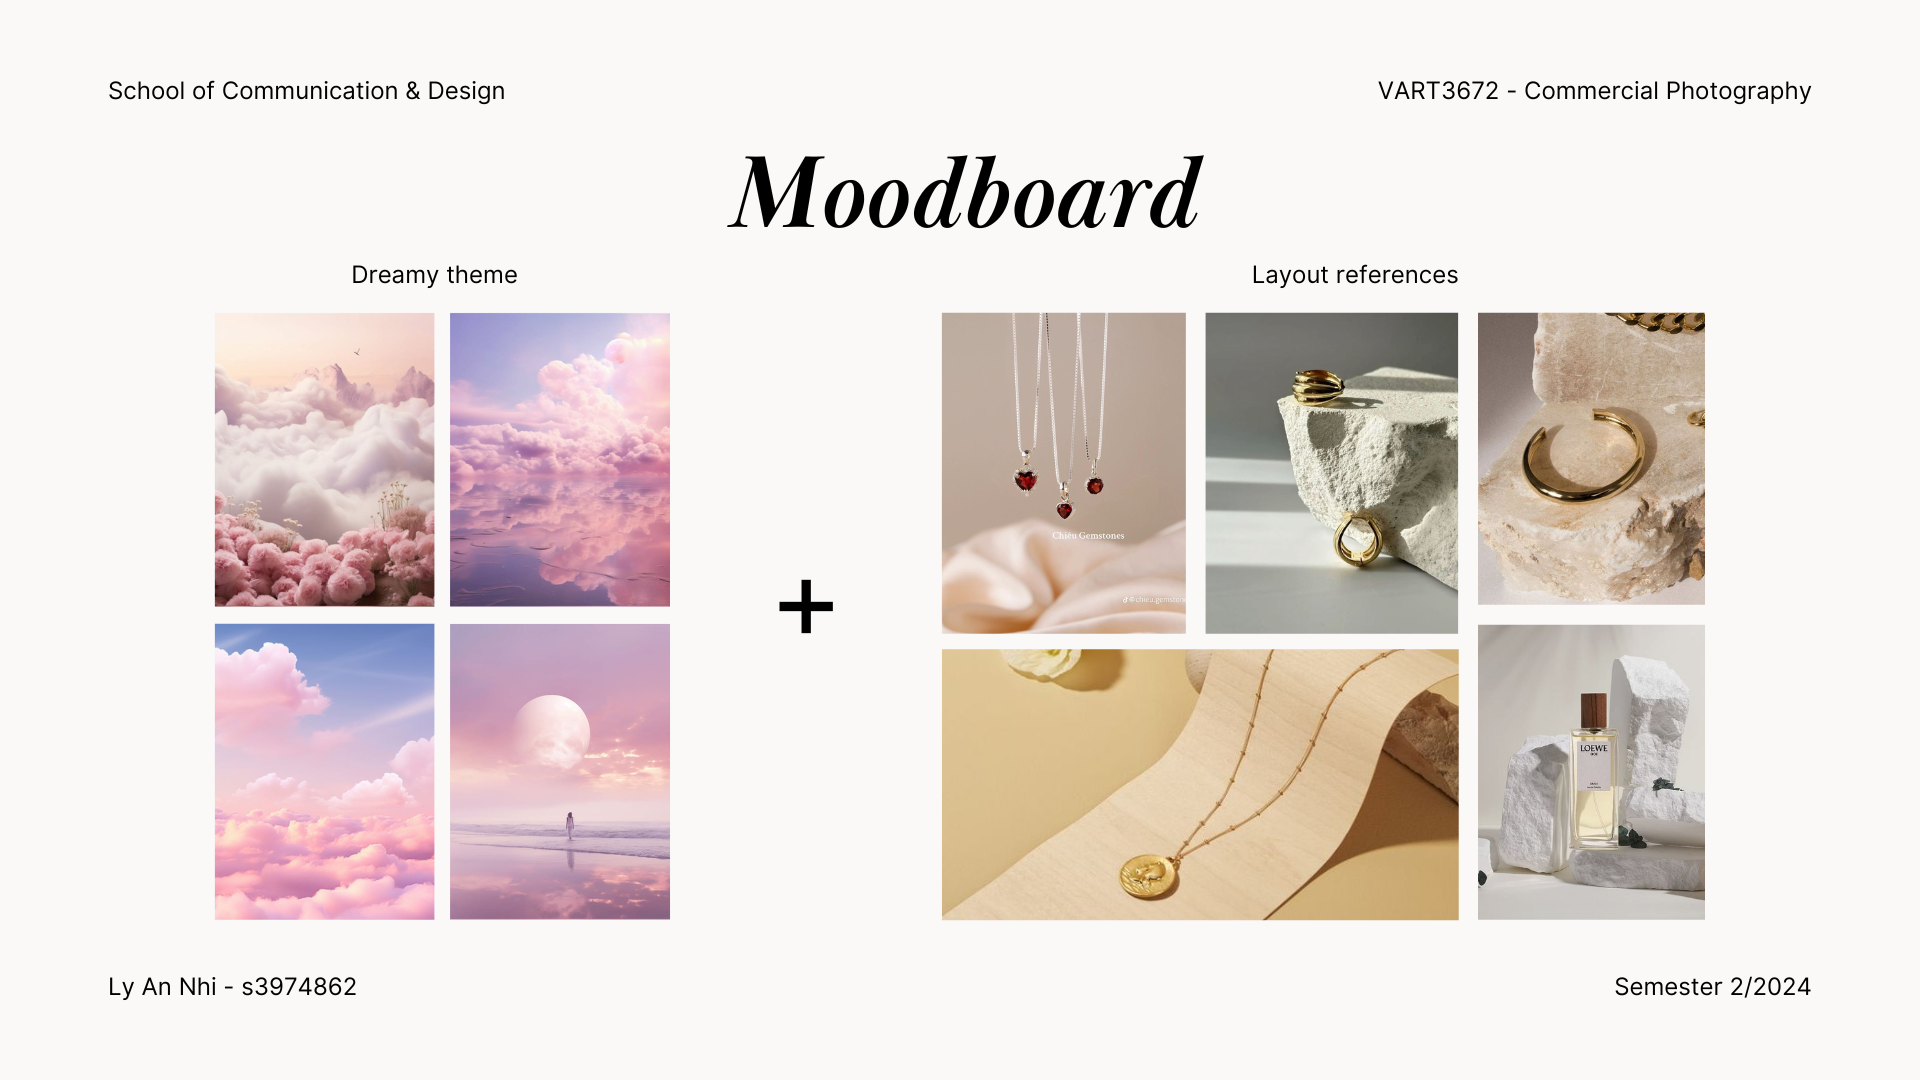 School of Communication & Design
VART3672 - Commercial Photography
Moodboard
Dreamy theme
Layout references
Chiêu Gemstones
LOEWE
Ly An Nhi - s3974862
Semester 2/2024